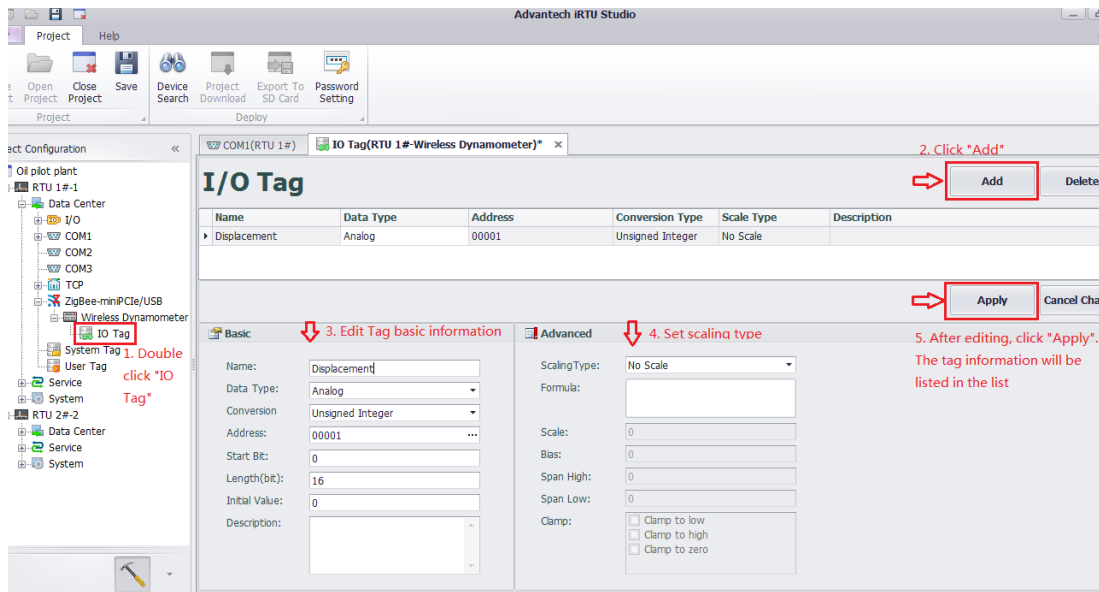 Advantech iRTU Studio
Project Help
Open Project
Close Project
Save
Device Search
Project Download
Export To SD Card
Password Setting
Project
Deploy
ect Configuration «
COM1(RTU 1#)
IO Tag(RTU 1#-Wireless Dynamometer)* ×
Oil pilot plant
RTU 1#-1
Data Center
I/O
COM1
COM2
COM3
TCP
ZigBee-miniPCIe/USB
Wireless Dynamometer
IO Tag
System Tag
User Tag
Service
System
RTU 2#-2
Data Center
Service
System
1. Double
click "IO
Tag"
I/O Tag
2. Click "Add"
Add Delete
Name Data Type Address Conversion Type Scale Type Description
Displacement Analog 00001 Unsigned Integer No Scale
Apply Cancel Cha
Basic
3. Edit Tag basic information
Name: Displacement
Data Type: Analog
Conversion Unsigned Integer
Address: 00001 ...
Start Bit: 0
Length(bit): 16
Initial Value: 0
Description:
Advanced
4. Set scaling type
ScalingType: No Scale
Formula:
Scale: 0
Bias: 0
Span High: 0
Span Low: 0
Clamp: Clamp to low
Clamp to high
Clamp to zero
5. After editing, click "Apply".
The tag information will be
listed in the list